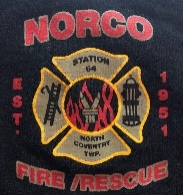 NORCO
STATION
64
EST.
1951
NORTH
COVENTRY
TWP.
FIRE/RESCUE